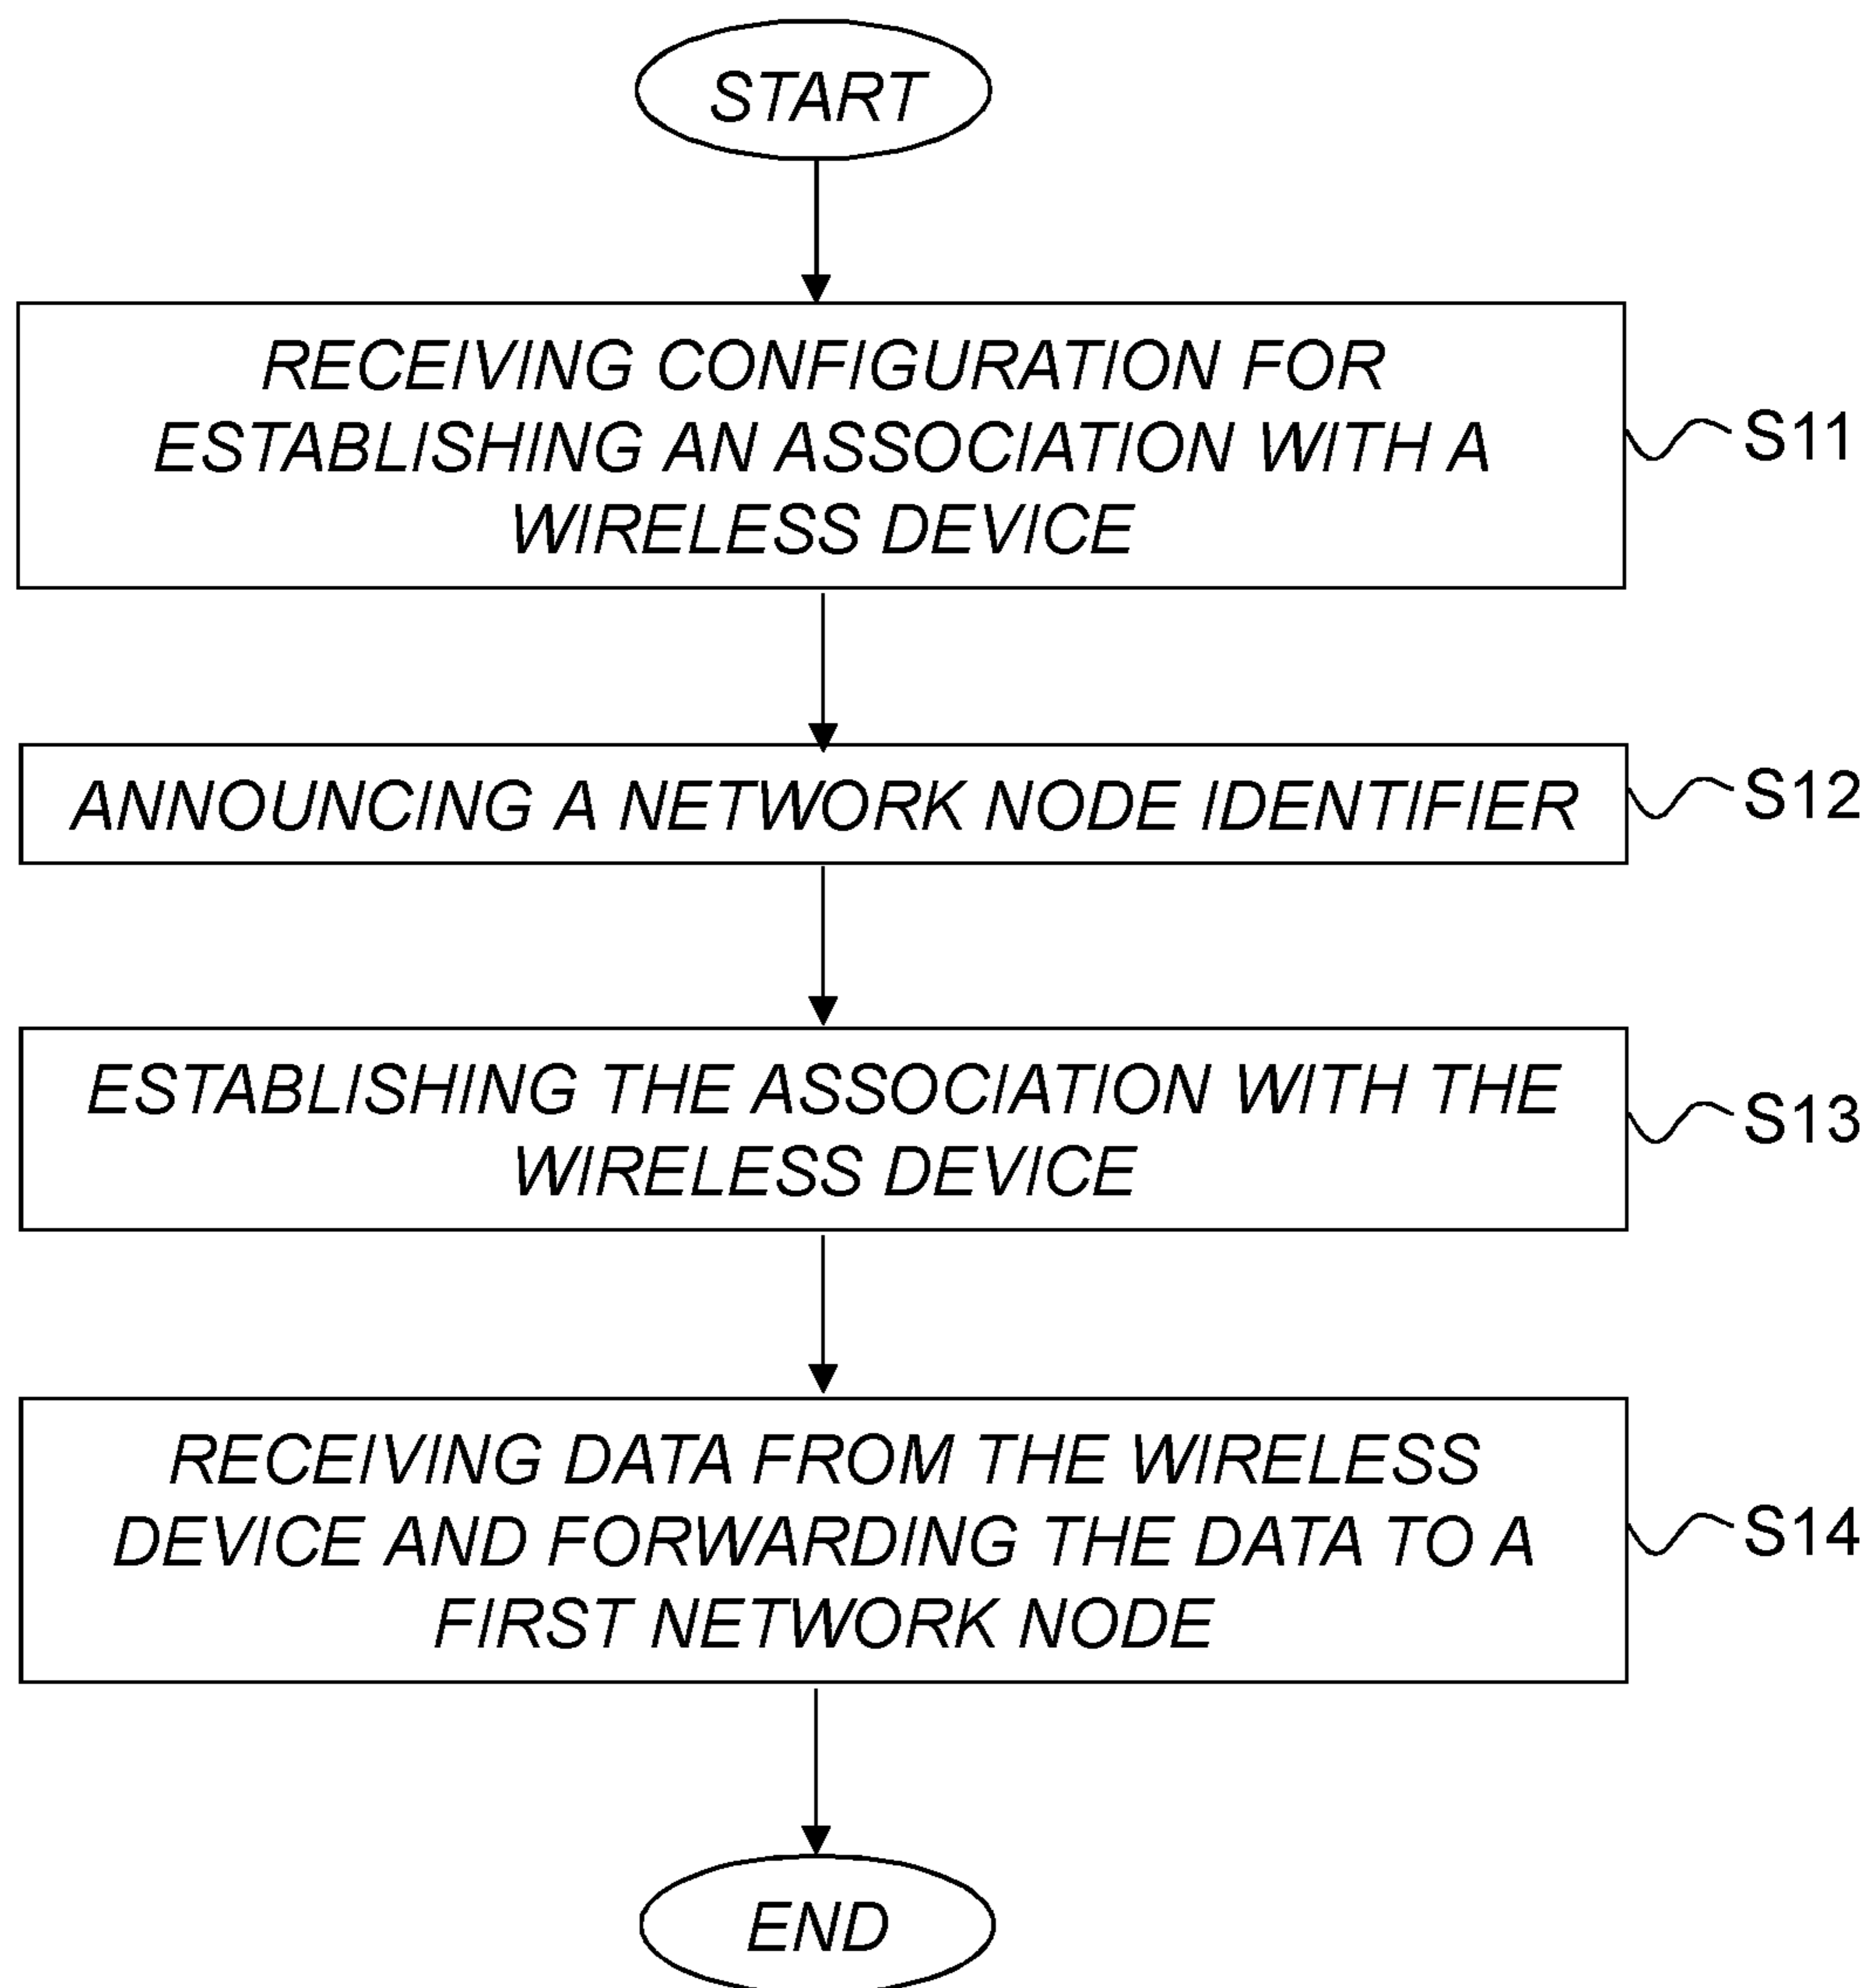 START
RECEIVING CONFIGURATION FOR
ESTABLISHING AN ASSOCIATION WITH A
WIRELESS DEVICE
S11
ANNOUNCING A NETWORK NODE IDENTIFIER
S12
ESTABLISHING THE ASSOCIATION WITH THE
WIRELESS DEVICE
S13
RECEIVING DATA FROM THE WIRELESS
DEVICE AND FORWARDING THE DATA TO A
FIRST NETWORK NODE
S14
END